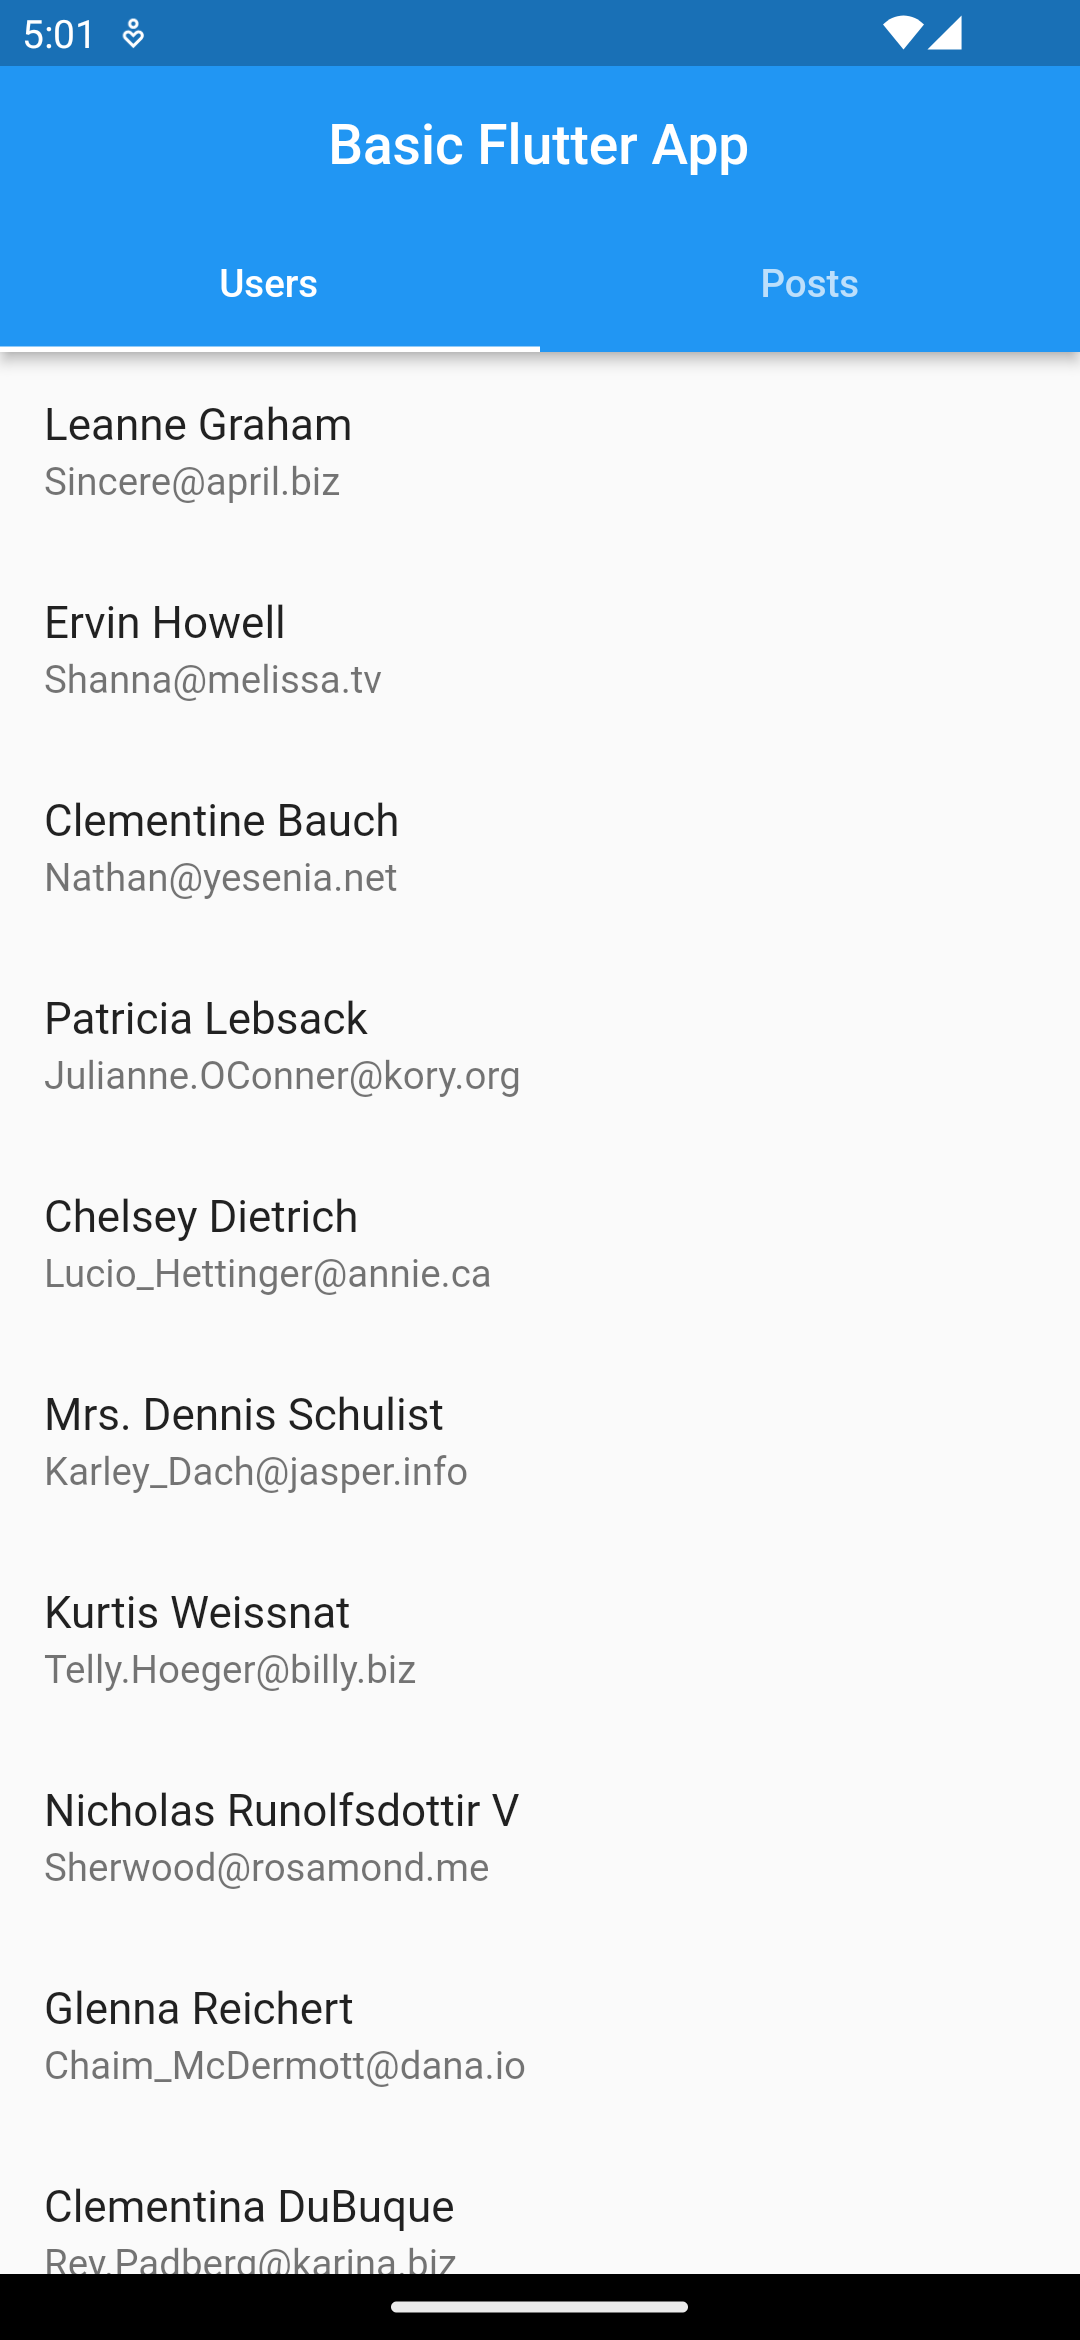 5:01
Basic Flutter App
Users Posts
Leanne Graham
Sincere@april.biz
Ervin Howell
Shanna@melissa.tv
Clementine Bauch
Nathan@yesenia.net
Patricia Lebsack
Julianne.OConner@kory.org
Chelsey Dietrich
Lucio_Hettinger@annie.ca
Mrs. Dennis Schulist
Karley_Dach@jasper.info
Kurtis Weissnat
Telly.Hoeger@billy.biz
Nicholas Runolfsdottir V
Sherwood@rosamond.me
Glenna Reichert
Chaim_McDermott@dana.io
Clementina DuBuque
Rey.Padberg@karina.biz